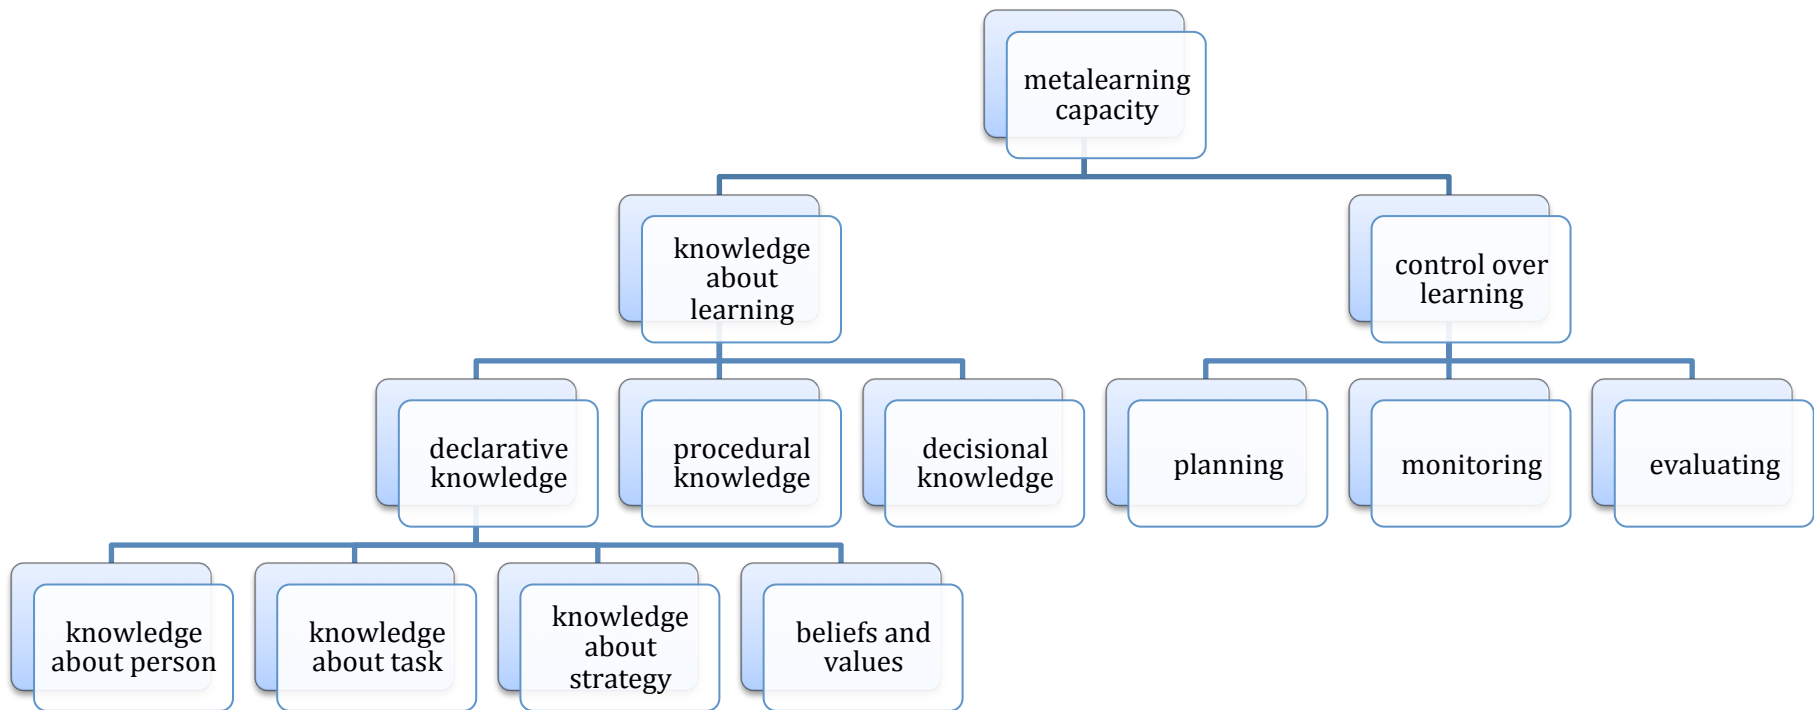 metalearning
capacity
knowledge
about
learning
control over
learning
declarative
knowledge
procedural
knowledge
decisional
knowledge
planning
monitoring
evaluating
knowledge
about person
knowledge
about task
knowledge
about
strategy
beliefs and
values